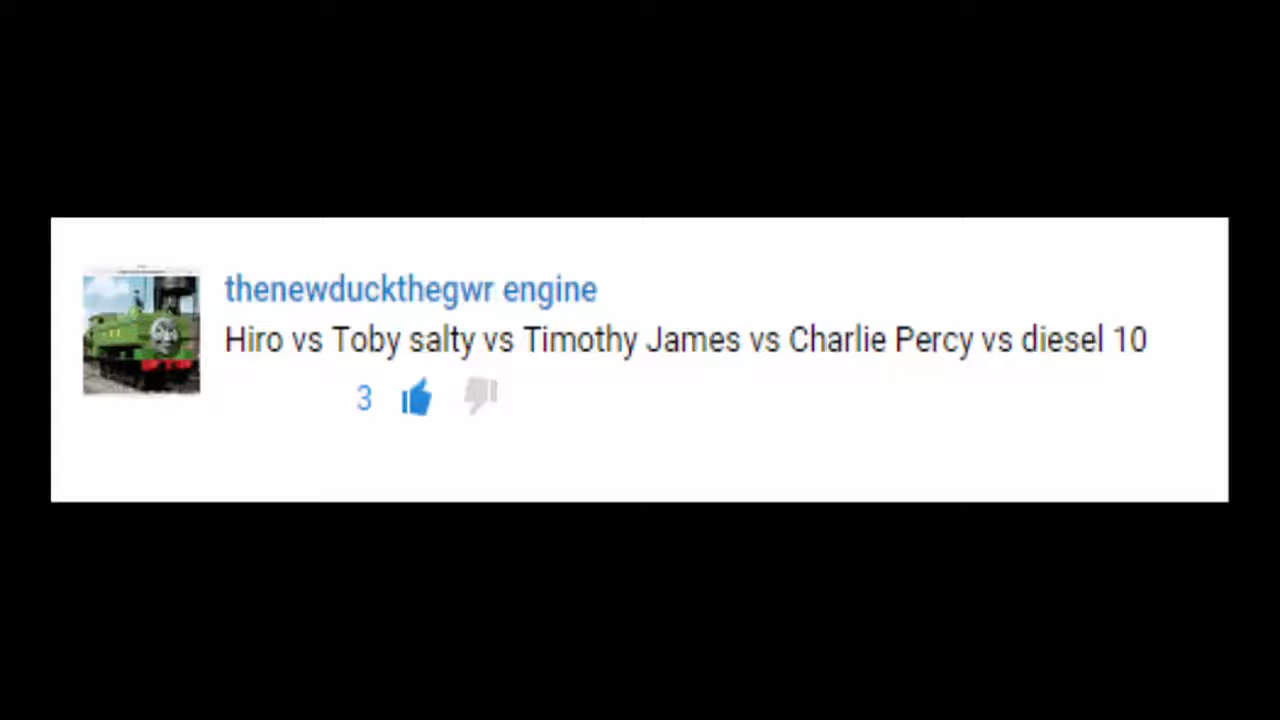 thenewduckthegwr engine
Hiro vs Toby salty vs Timothy James vs Charlie Percy vs diesel 10
3